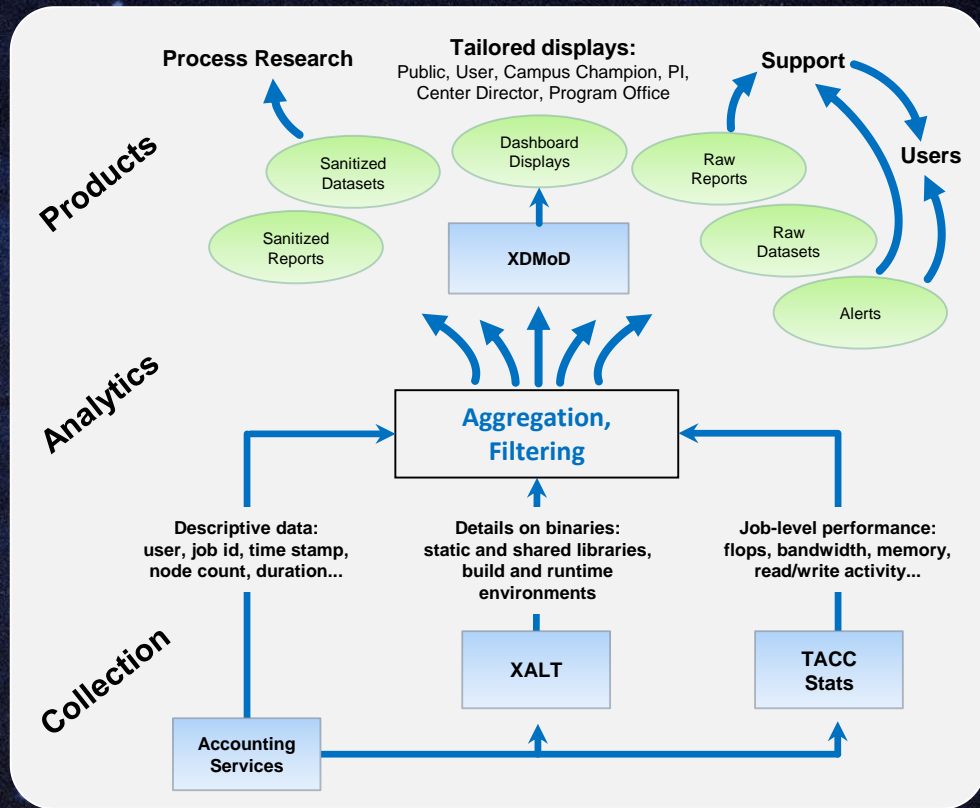 Process Research
Tailored displays:
Public, User, Campus Champion, PI,
Center Director, Program Office
Support
Users
Products
Sanitized
Datasets
Dashboard
Displays
Raw
Reports
Sanitized
Reports
XDMoD
Raw
Datasets
Alerts
Analytics
Aggregation,
Filtering
Descriptive data:
user, job id, time stamp,
node count, duration...
Details on binaries:
static and shared libraries,
build and runtime
environments
Job-level performance:
flops, bandwidth, memory,
read/write activity...
Collection
XALT
TACC
Stats
Accounting
Services